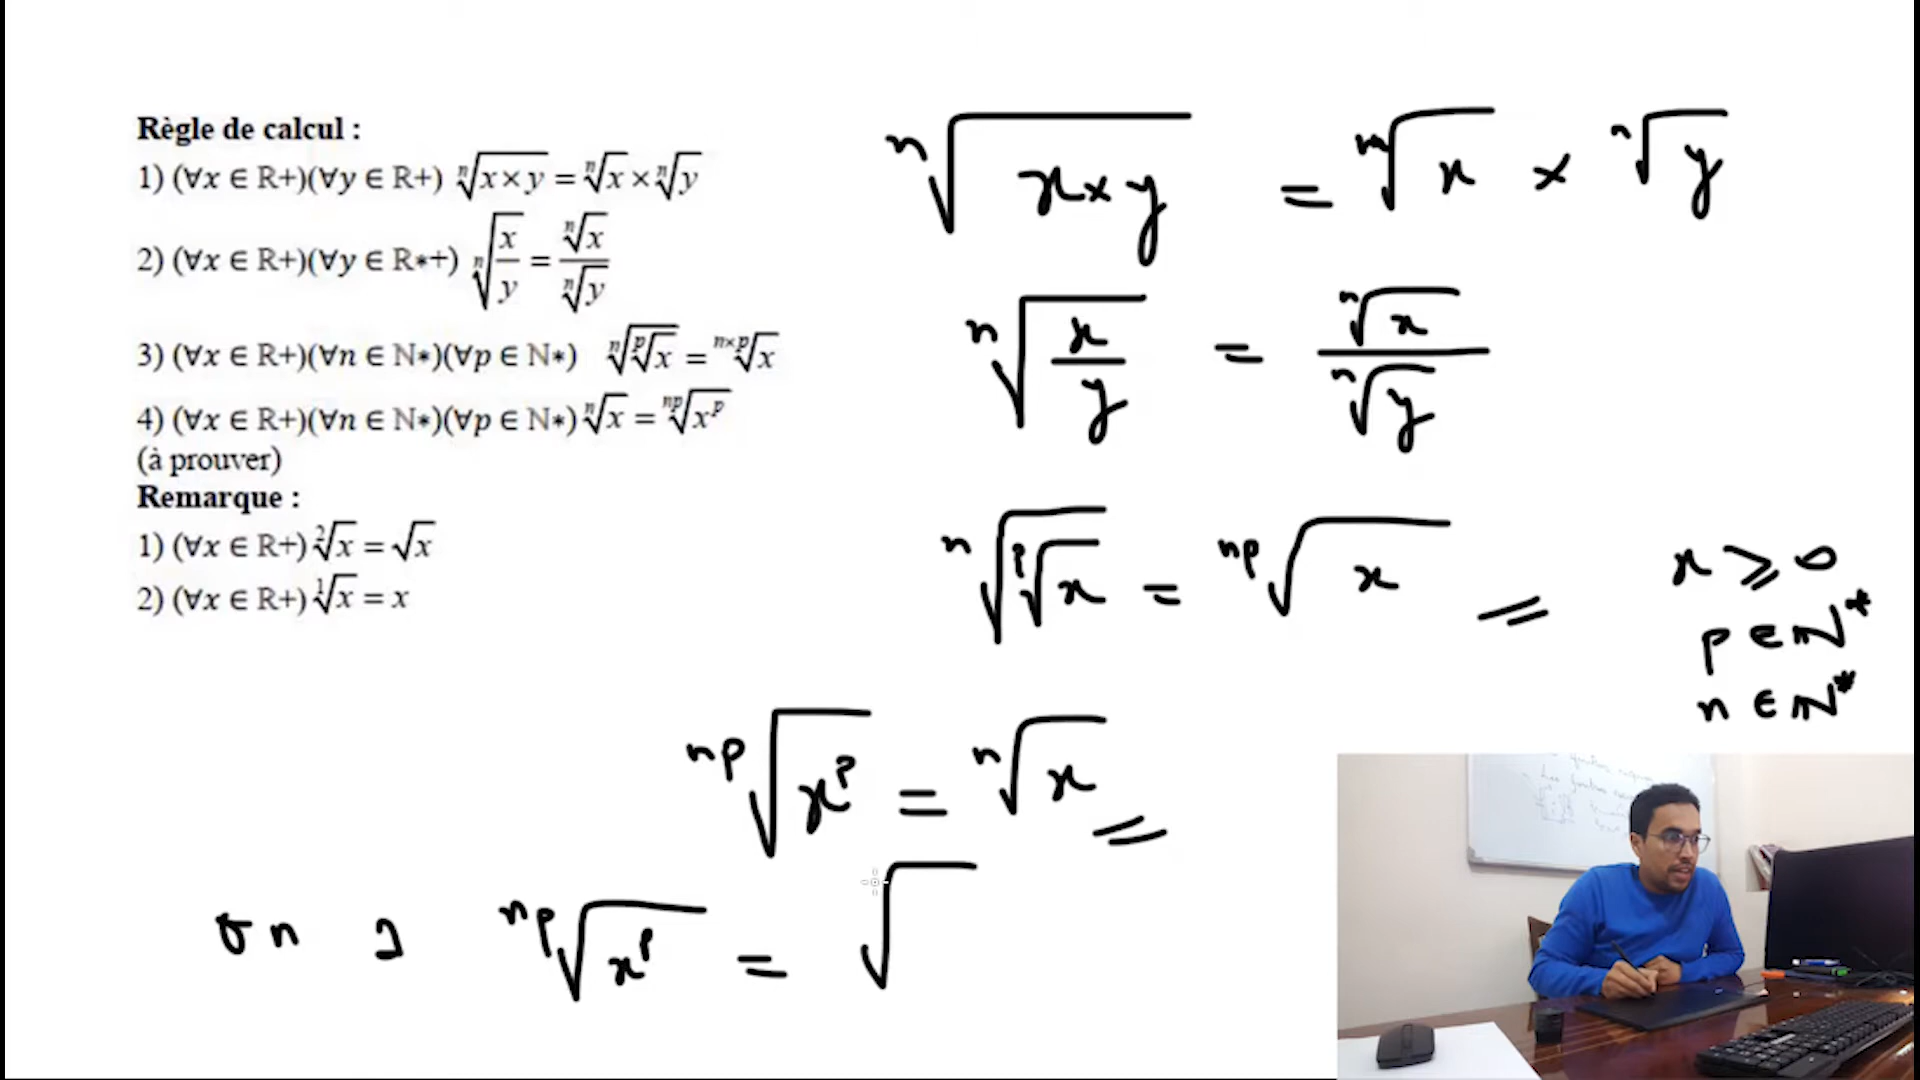 Règle de calcul :
1) (∀x ∈ R+)(∀y ∈ R+) ⁿ√(x×y) = ⁿ√x × ⁿ√y
2) (∀x ∈ R+)(∀y ∈ R*+) ⁿ√(x/y) = ⁿ√x / ⁿ√y
3) (∀x ∈ R+)(∀n ∈ N*)(∀p ∈ N*) ⁿ√(ᵖ√x) = ⁿˣᵖ√x
4) (∀x ∈ R+)(∀n ∈ N*)(∀p ∈ N*) ⁿ√x = ⁿᵖ√(xᵖ)
(à prouver)
Remarque :
1) (∀x ∈ R+) ²√x = √x
2) (∀x ∈ R+) ¹√x = x
ⁿ√(x×y) = ⁿ√x × ⁿ√y
ⁿ√(x/y) = ⁿ√x / ⁿ√y
ⁿ√(ᵖ√x) = ⁿᵖ√x
x ⩾ 0
p ∈ N*
n ∈ N*
ⁿᵖ√(xᵖ) = ⁿ√x
on a ⁿᵖ√(xᵖ) = √